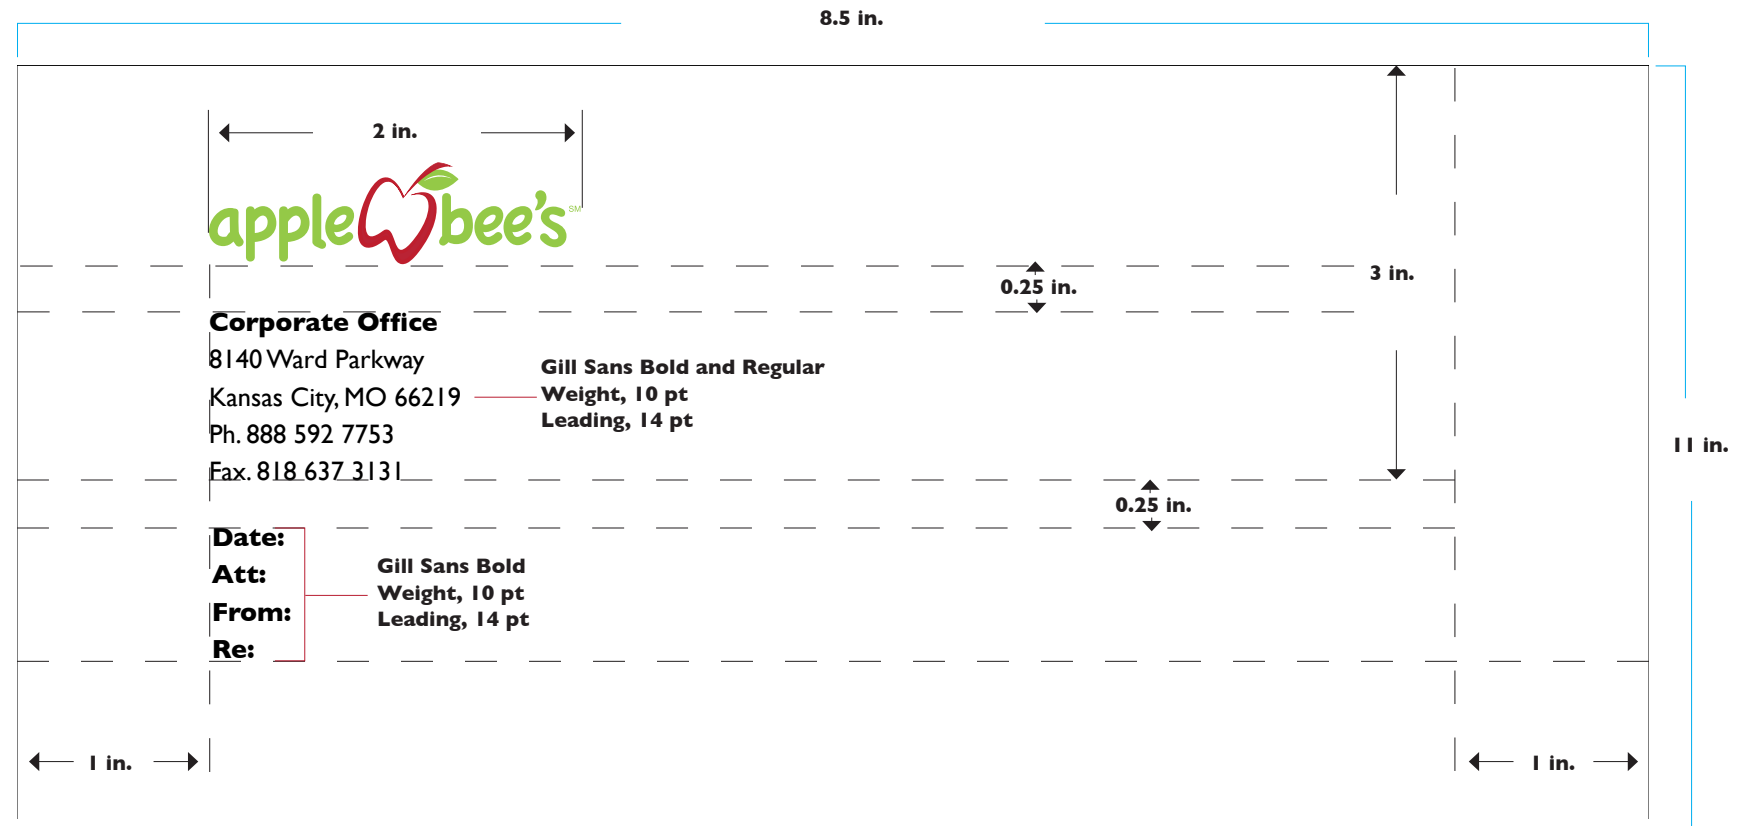 8.5 in.
2 in.
applebee's SM
3 in.
0.25 in.
Corporate Office
8140 Ward Parkway
Kansas City, MO 66219
Ph. 888 592 7753
Fax. 818 637 3131
Gill Sans Bold and Regular
Weight, 10 pt
Leading, 14 pt
11 in.
0.25 in.
Date:
Att:
From:
Re:
Gill Sans Bold
Weight, 10 pt
Leading, 14 pt
1 in.
1 in.